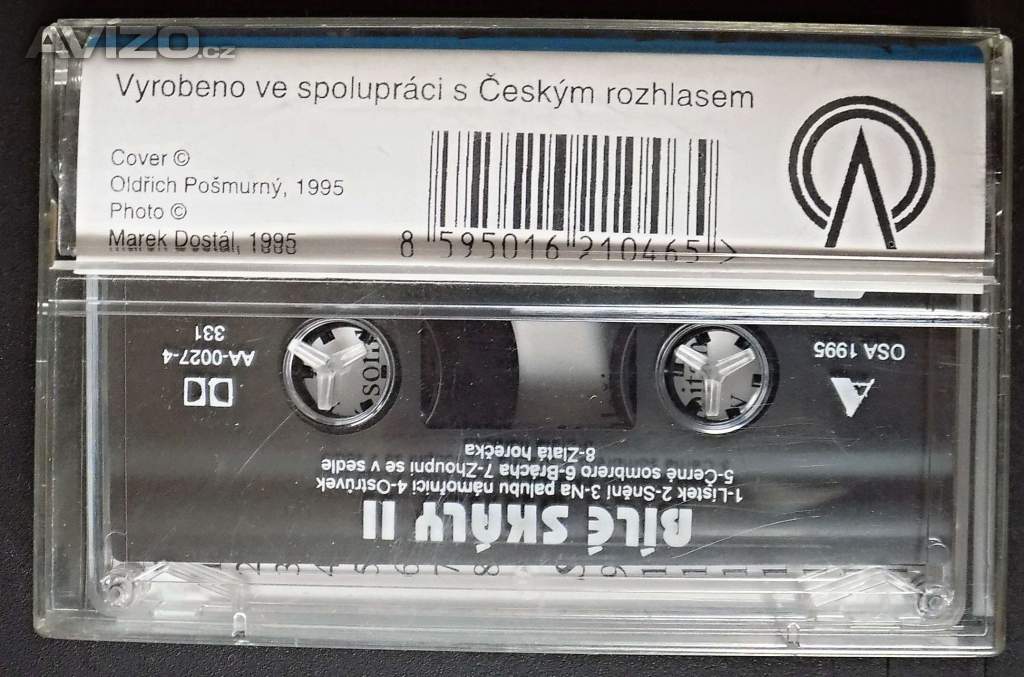 AVIZO.cz
Vyrobeno ve spolupráci s Českým rozhlasem
Cover ©
Oldřich Pošmurný, 1995
Photo ©
Marek Dostál, 1995
8 595016 210465 >
BÍLÉ SKÁLY II
1-Lístek 2-Snění 3-Na palubu námořníci 4-Ostrůvek
5-Černé sombrero 6-Brácha 7-Zhoupni se v sedle
8-Zlatá horečka
OSA 1995
AA-0027-4
331